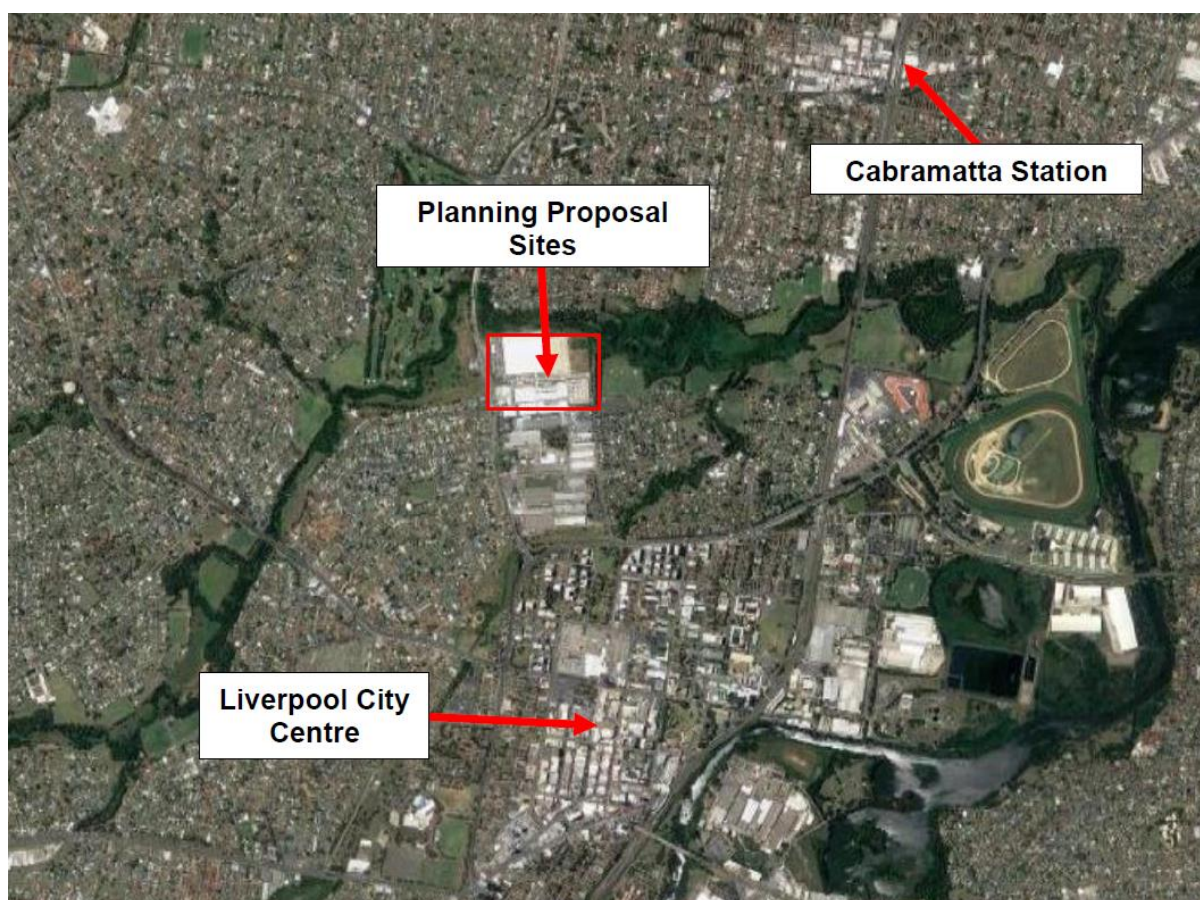 Cabramatta Station
Planning Proposal
Sites
Liverpool City
Centre